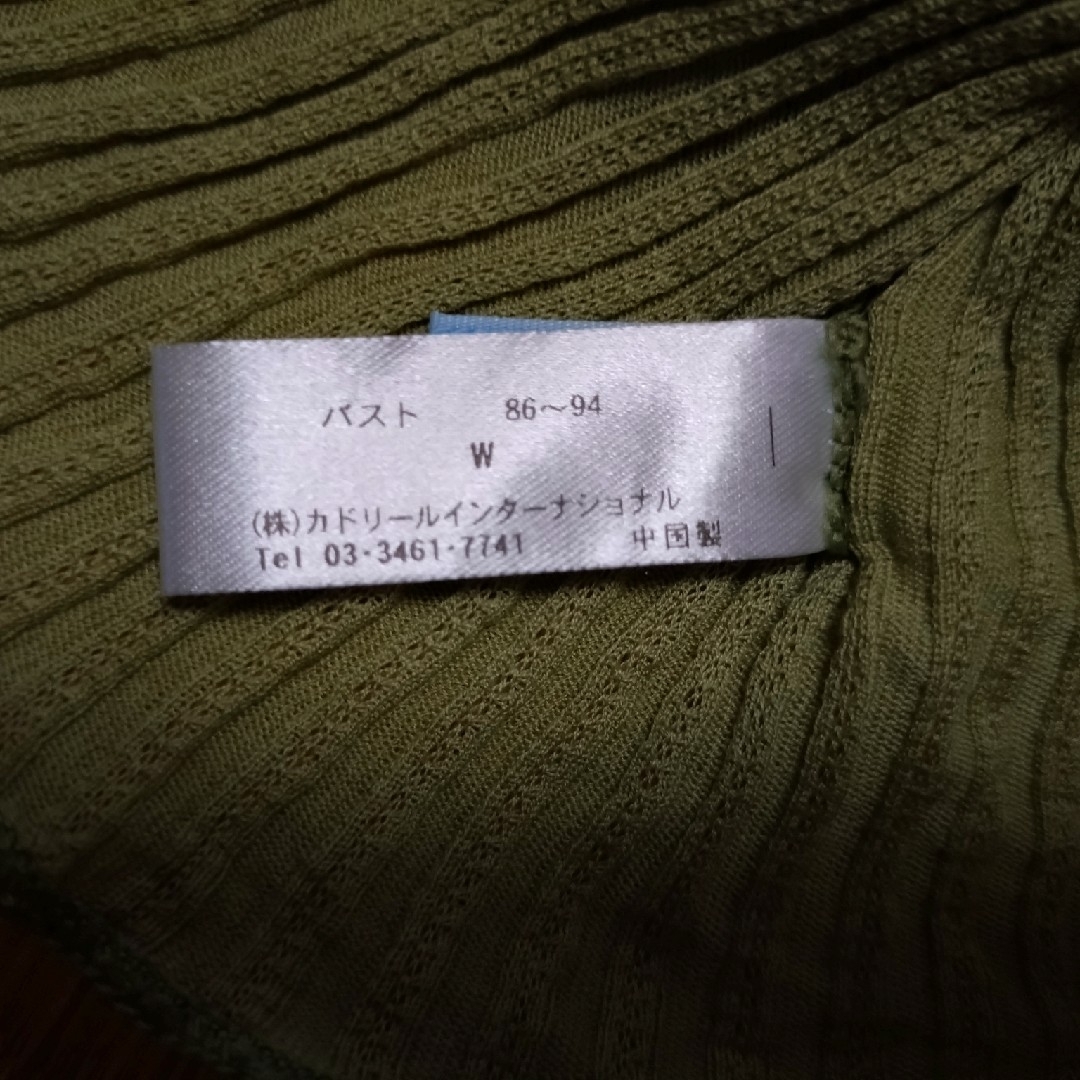 バスト 86～94
W
(株)カドリールインターナショナル
Tel 03·3461·7741 中国製